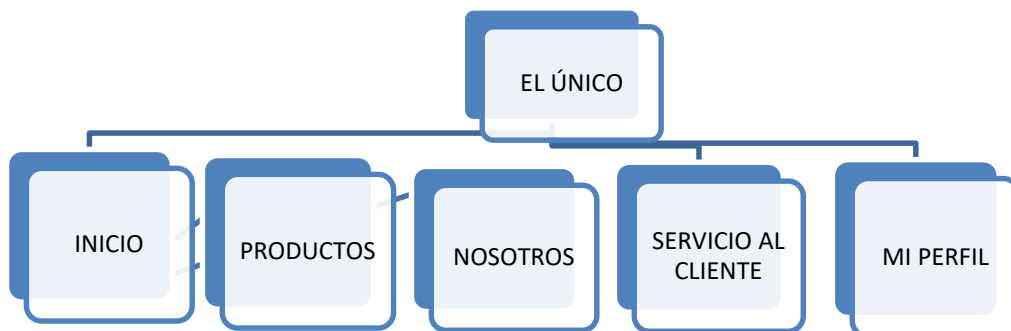 EL ÚNICO
INICIO
PRODUCTOS
NOSOTROS
SERVICIO AL
CLIENTE
MI PERFIL